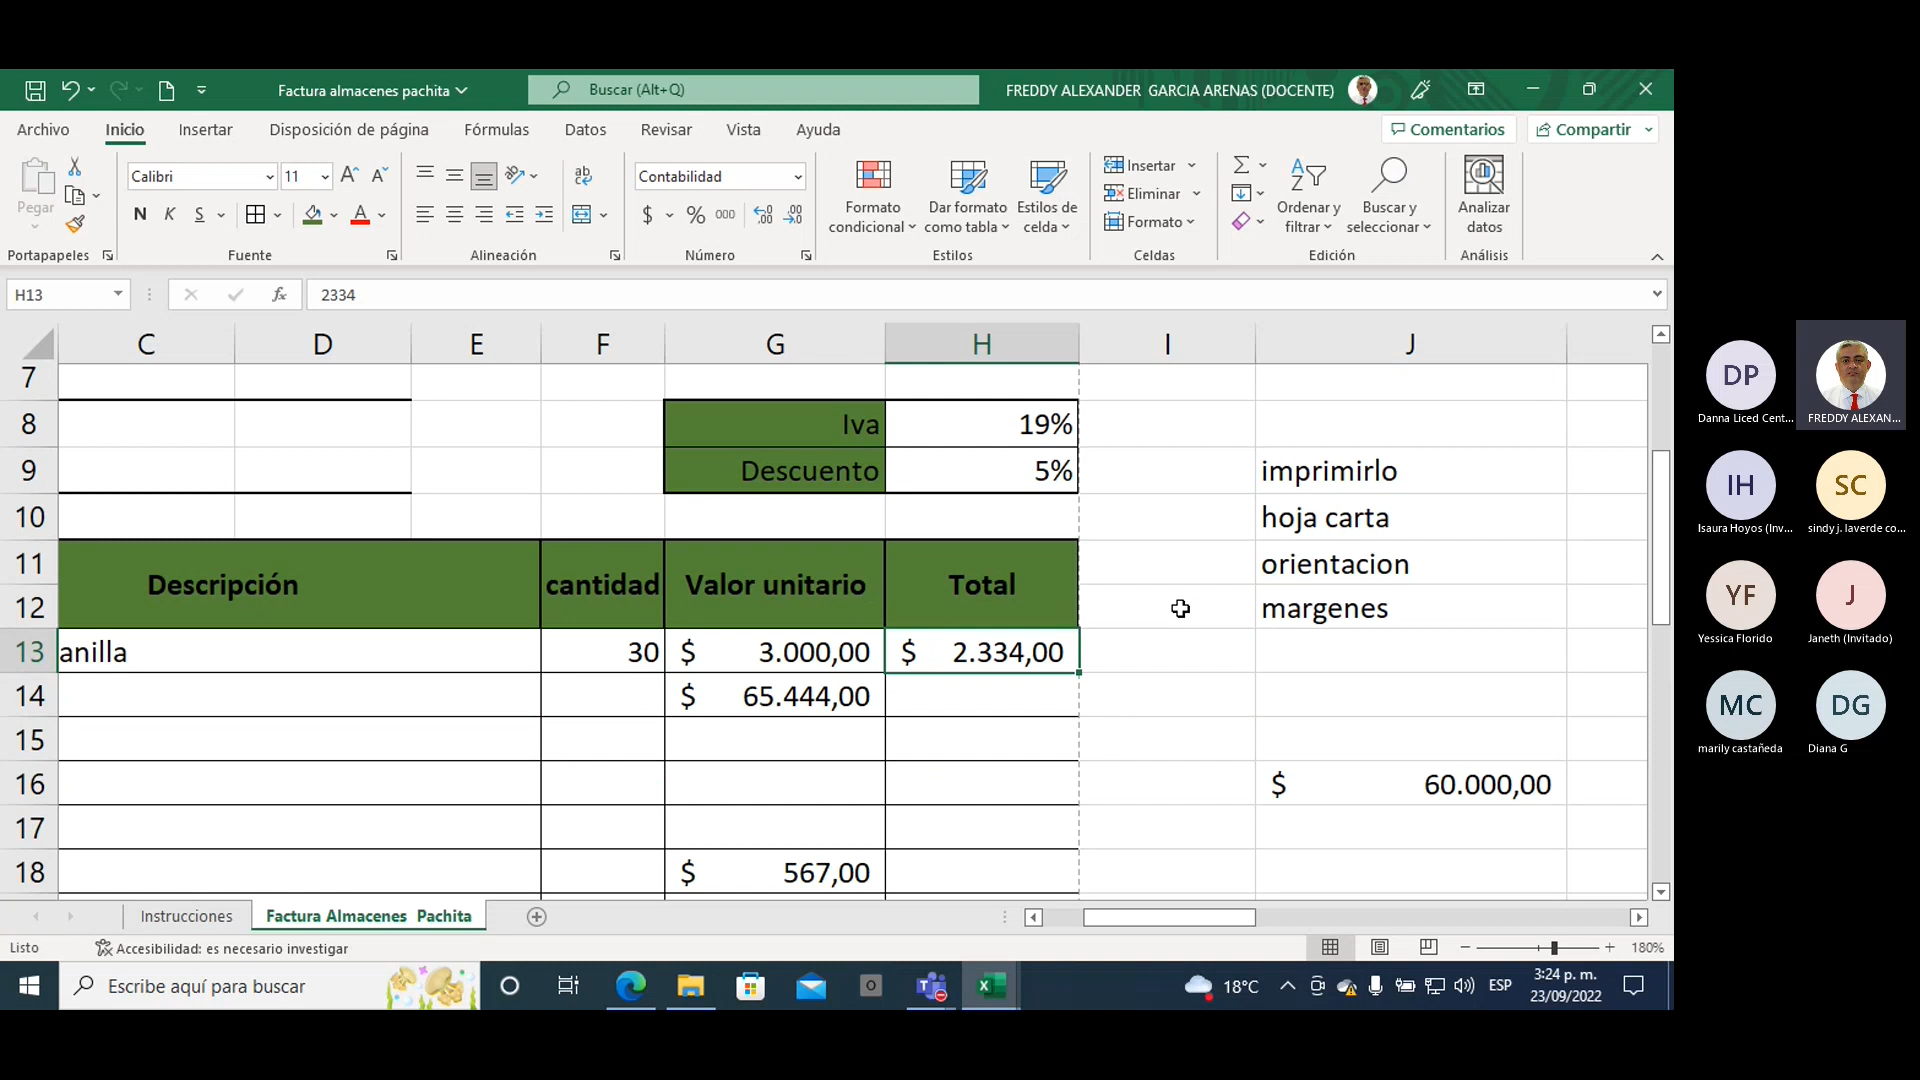 Factura almacenes pachita
Buscar (Alt+Q)
FREDDY ALEXANDER GARCIA ARENAS (DOCENTE)
Archivo Inicio Insertar Disposición de página Fórmulas Datos Revisar Vista Ayuda
Comentarios Compartir
Pegar
Calibri 11
N K S
Contabilidad
$ % 000
Formato condicional
Dar formato como tabla
Estilos de celda
Insertar
Eliminar
Formato
Ordenar y filtrar
Buscar y seleccionar
Analizar datos
Portapapeles Fuente Alineación Número Estilos Celdas Edición Análisis
H13 fx 2334
C D E F G H I J
7
8 Iva 19%
9 Descuento 5% imprimirlo
10 hoja carta
11 orientacion
Descripción cantidad Valor unitario Total
12 margenes
13 anilla 30 $ 3.000,00 $ 2.334,00
14 $ 65.444,00
15
16 $ 60.000,00
17
18 $ 567,00
Instrucciones Factura Almacenes Pachita
Listo Accesibilidad: es necesario investigar 180%
Escribe aquí para buscar
18°C ESP 3:24 p. m.
23/09/2022
DP
Danna Liced Cent...
FREDDY ALEXAN...
IH SC
Isaura Hoyos (Inv... sindy j. laverde co...
YF J
Yessica Florido Janeth (Invitado)
MC DG
marily castañeda Diana G